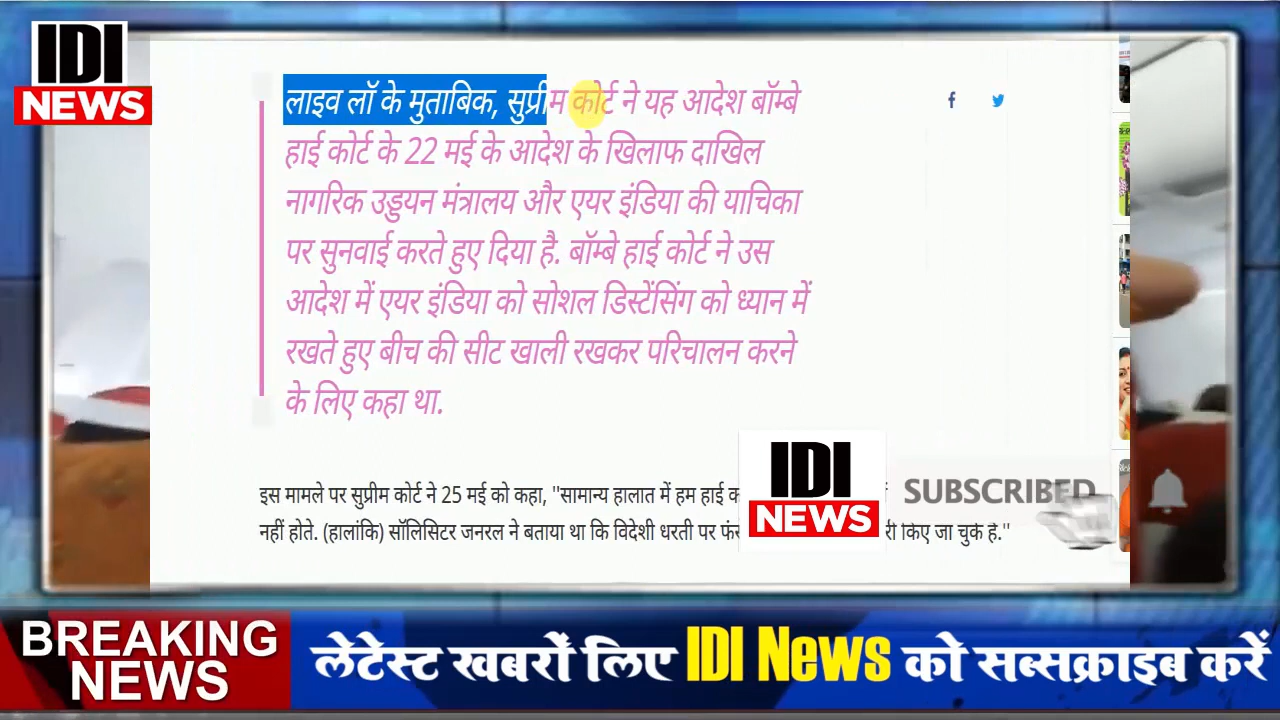 IDI
NEWS
लाइव लॉ के मुताबिक, सुप्रीम कोर्ट ने यह आदेश बॉम्बे
हाई कोर्ट के 22 मई के आदेश के खिलाफ दाखिल
नागरिक उड्डयन मंत्रालय और एयर इंडिया की याचिका
पर सुनवाई करते हुए दिया है. बॉम्बे हाई कोर्ट ने उस
आदेश में एयर इंडिया को सोशल डिस्टेंसिंग को ध्यान में
रखते हुए बीच की सीट खाली रखकर परिचालन करने
के लिए कहा था.
इस मामले पर सुप्रीम कोर्ट ने 25 मई को कहा, "सामान्य हालात में हम हाई
नहीं होते. (हालांकि) सॉलिसिटर जनरल ने बताया था कि विदेशी धरती पर किए जा चुके हैं."
IDI
NEWS
SUBSCRIBED
BREAKING
NEWS
लेटेस्ट खबरों लिए IDI News को सब्सक्राइब करें